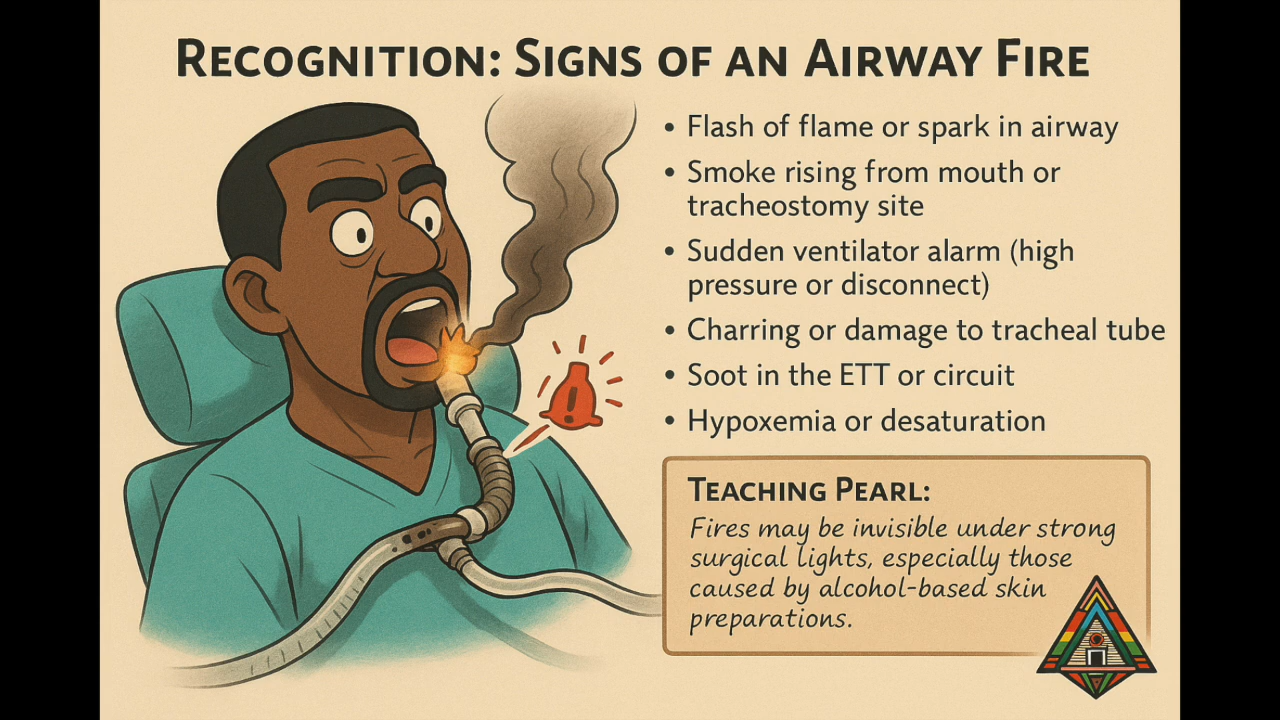 Recognition: Signs of an Airway Fire
• Flash of flame or spark in airway
• Smoke rising from mouth or
tracheostomy site
• Sudden ventilator alarm (high
pressure or disconnect)
• Charring or damage to tracheal tube
• Soot in the ETT or circuit
• Hypoxemia or desaturation
Teaching Pearl:
Fires may be invisible under strong
surgical lights, especially those
caused by alcohol-based skin
preparations.